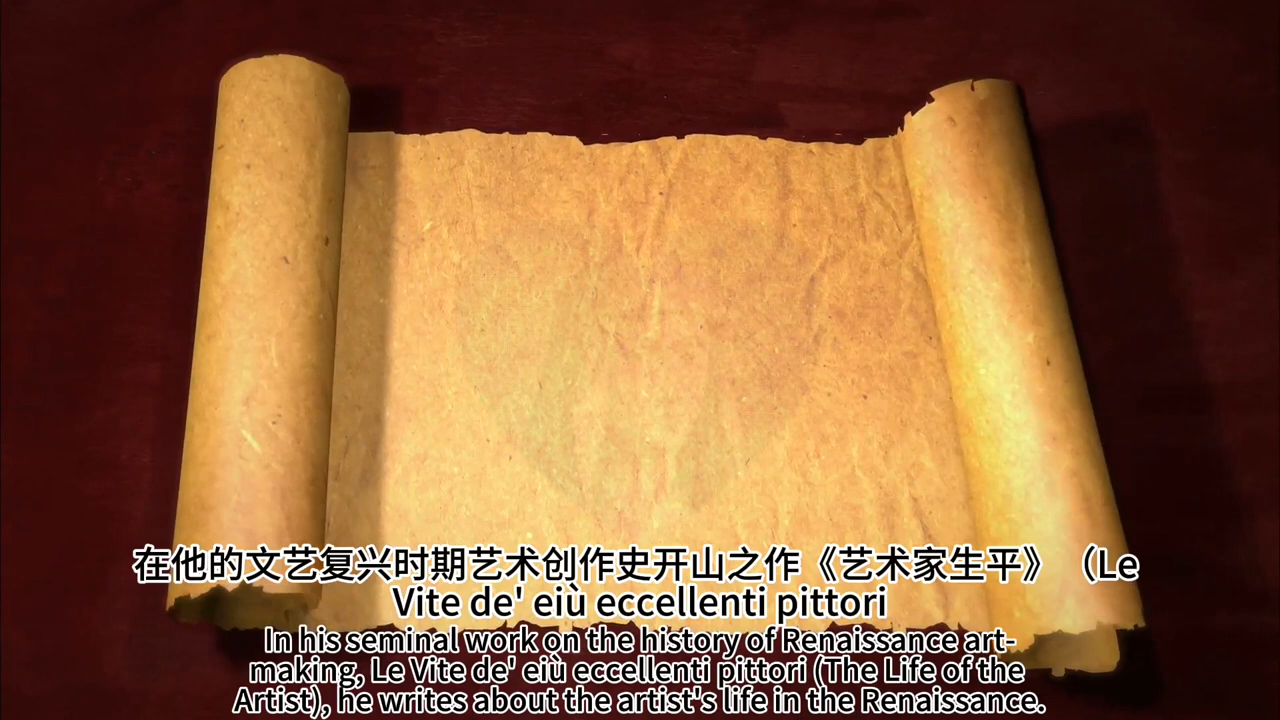 在他的文艺复兴时期艺术创作史开山之作《艺术家生平》（Le
Vite de' eiù eccellenti pittori
In his seminal work on the history of Renaissance art-
making, Le Vite de' eiù eccellenti pittori (The Life of the
Artist), he writes about the artist's life in the Renaissance.